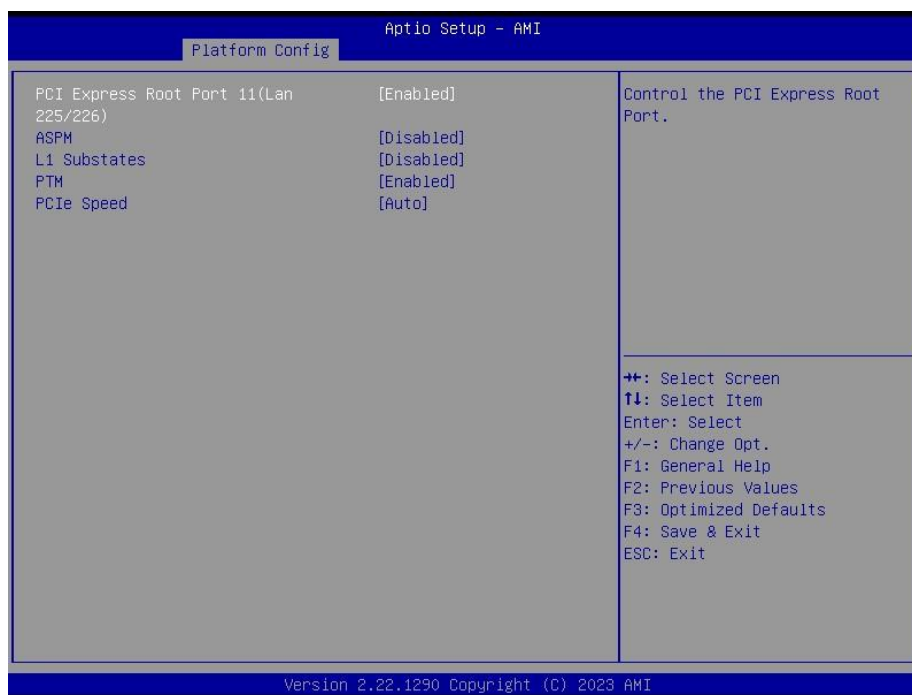 Aptio Setup – AMI
Platform Config
PCI Express Root Port 11(Lan [Enabled]
225/226)
ASPM [Disabled]
L1 Substates [Disabled]
PTM [Enabled]
PCIe Speed [Auto]
Control the PCI Express Root
Port.
→←: Select Screen
↑↓: Select Item
Enter: Select
+/-: Change Opt.
F1: General Help
F2: Previous Values
F3: Optimized Defaults
F4: Save & Exit
ESC: Exit
Version 2.22.1290 Copyright (C) 2023 AMI